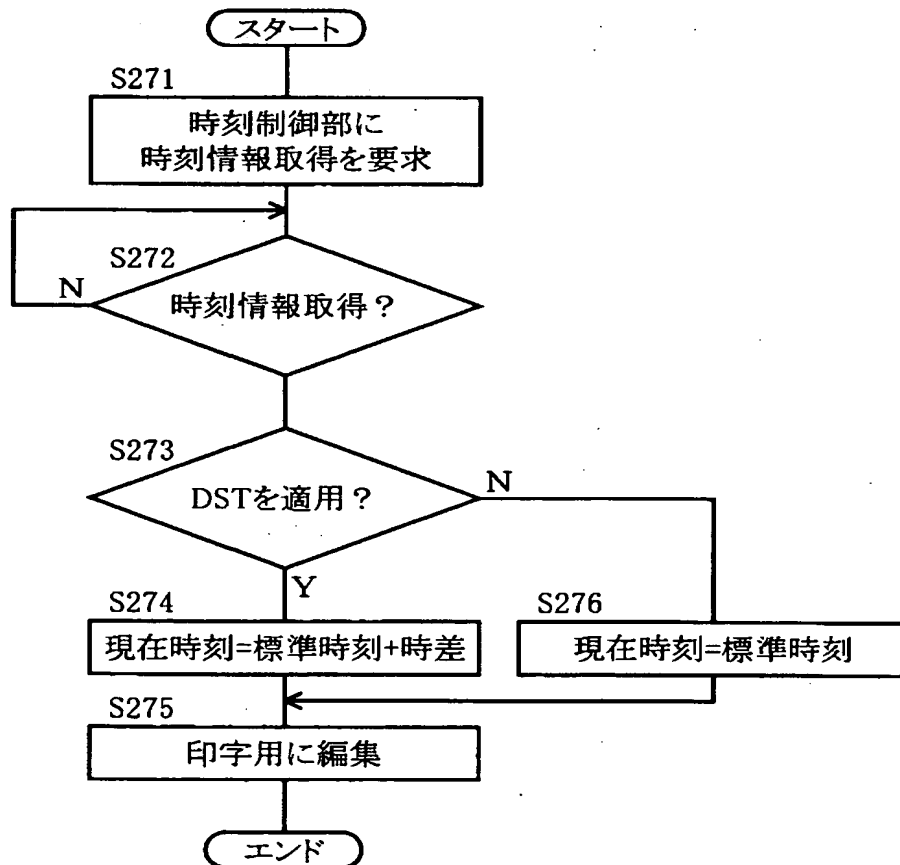 スタート
S271
時刻制御部に
時刻情報取得を要求
S272
N
時刻情報取得？
S273
N
DSTを適用？
Y
S274
現在時刻=標準時刻+時差
S276
現在時刻=標準時刻
S275
印字用に編集
エンド